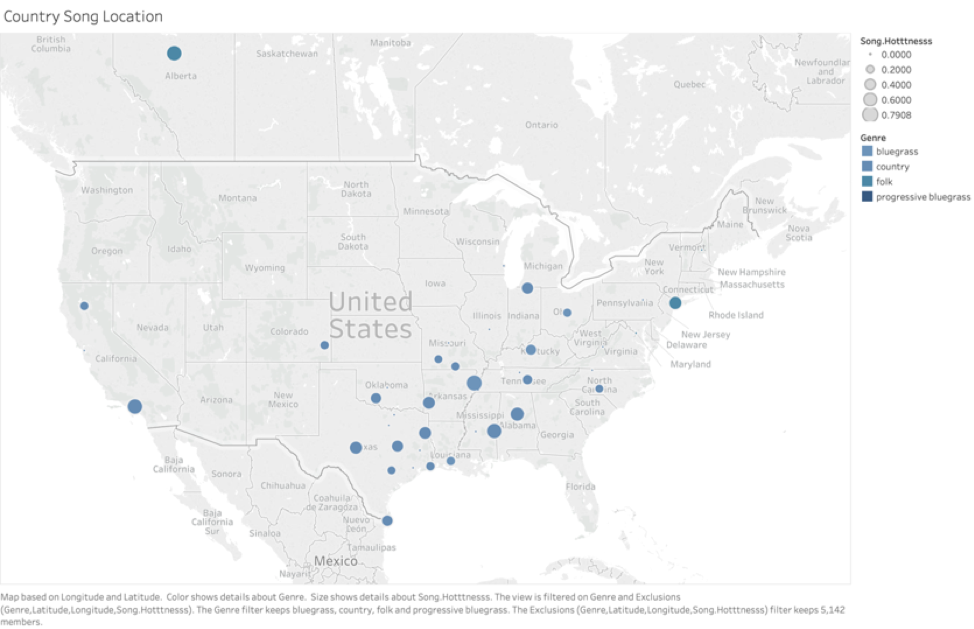 Country Song Location
British
Columbia
Alberta
Saskatchewan
Manitoba
Ontario
Quebec
Newfoundlar
and
Labrador
New
Brunswick
Nova
Scotia
Washington
Montana
North
Dakota
Minnesota
Maine
Oregon
Idaho
South
Dakota
Wisconsin
Vermont
Wyoming
Michigan
New
York
New Hampshire
Massachusetts
Connecticut
Rhode Island
Iowa
United
States
Nevada
Utah
Colorado
Illinois
Indiana
Pennsylvania
New Jersey
Delaware
Maryland
West
Virginia
Virginia
California
Missouri
Arizona
New
Mexico
Oklahoma
North
South
Carolina
Mississippi
Alabama
Georgia
Louisiana
Florida
Baja
California
Sonora
Chihuahua
Coahuila
de Zaragoza
Baja
California
Sur
Sinaloa
Nuevo
León
Tamaulipas
Mexico
Nayarit
Song.Hotttnesss
0.0000
0.2000
0.4000
0.6000
0.7908
Genre
bluegrass
country
folk
progressive bluegrass
Map based on Longitude and Latitude. Color shows details about Genre. Size shows details about Song.Hotttnesss. The view is filtered on Genre and Exclusions
(Genre,Latitude,Longitude,Song.Hotttnesss). The Genre filter keeps bluegrass, country, folk and progressive bluegrass. The Exclusions (Genre,Latitude,Longitude,Song.Hotttnesss) filter keeps 5,142
members.